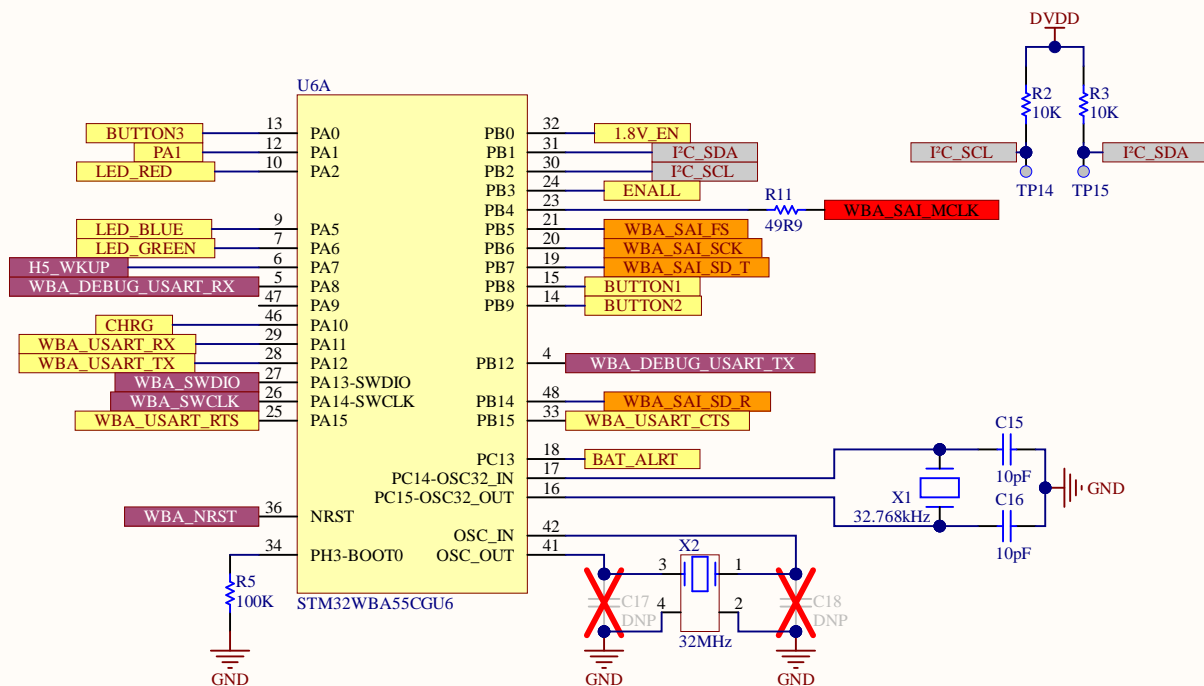 DVDD
R2
10K
R3
10K
I²C_SCL
I²C_SDA
TP14
TP15
U6A
BUTTON3 13 PA0
PA1 12 PA1
LED_RED 10 PA2
LED_BLUE 9 PA5
LED_GREEN 7 PA6
H5_WKUP 6 PA7
WBA_DEBUG_USART_RX 5 PA8
47 PA9
CHRG 46 PA10
WBA_USART_RX 29 PA11
WBA_USART_TX 28 PA12
WBA_SWDIO 27 PA13-SWDIO
WBA_SWCLK 26 PA14-SWCLK
WBA_USART_RTS 25 PA15
WBA_NRST 36 NRST
34 PH3-BOOT0
R5
100K
GND
PB0 32 1.8V_EN
PB1 31 I²C_SDA
PB2 30 I²C_SCL
PB3 24 ENALL
PB4 23
R11
49R9
WBA_SAI_MCLK
PB5 21 WBA_SAI_FS
PB6 20 WBA_SAI_SCK
PB7 19 WBA_SAI_SD_T
PB8 15 BUTTON1
PB9 14 BUTTON2
PB12 4 WBA_DEBUG_USART_TX
PB14 48 WBA_SAI_SD_R
PB15 33 WBA_USART_CTS
PC13 18 BAT_ALRT
PC14-OSC32_IN 17
PC15-OSC32_OUT 16
OSC_IN 42
OSC_OUT 41
STM32WBA55CGU6
C15
10pF
X1
32.768kHz
C16
10pF
GND
X2
3 1
4 2
32MHz
C17
DNP
C18
DNP
GND
GND